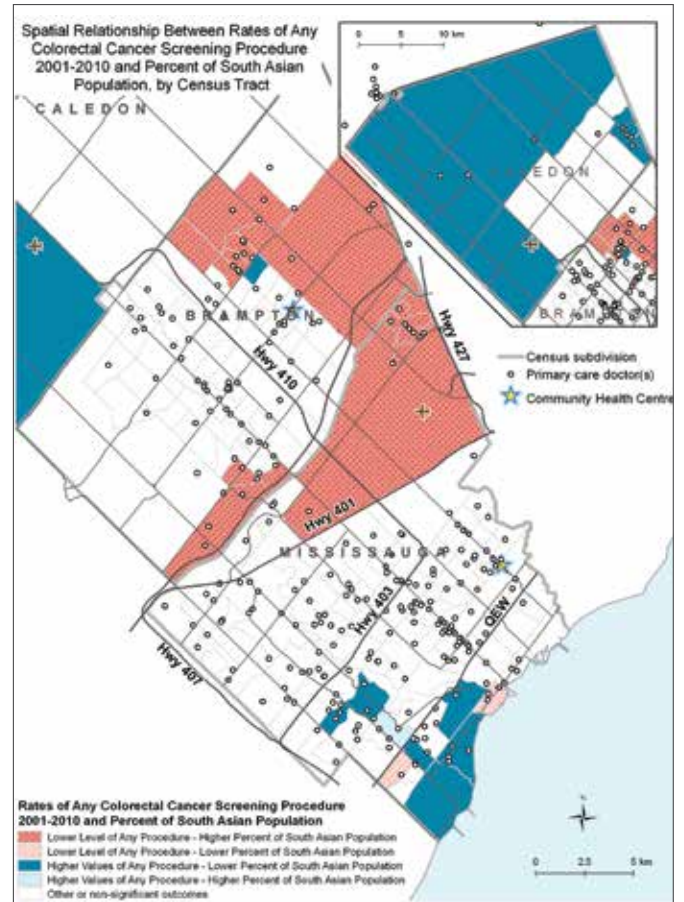 Spatial Relationship Between Rates of Any
Colorectal Cancer Screening Procedure
2001-2010 and Percent of South Asian
Population, by Census Tract
0 5 10 km
CALEDON
CALEDON
BRAMPTON
BRAMPTON
Hwy 427
Census subdivision
Primary care doctor(s)
Community Health Centre
Hwy 410
Hwy 401
MISSISSAUGA
Hwy 403
QEW
Hwy 407
Rates of Any Colorectal Cancer Screening Procedure
2001-2010 and Percent of South Asian Population
Lower Level of Any Procedure - Higher Percent of South Asian Population
Lower Level of Any Procedure - Lower Percent of South Asian Population
Higher Values of Any Procedure - Lower Percent of South Asian Population
Higher Values of Any Procedure - Higher Percent of South Asian Population
Other or non-significant outcomes
0 2.5 5 km